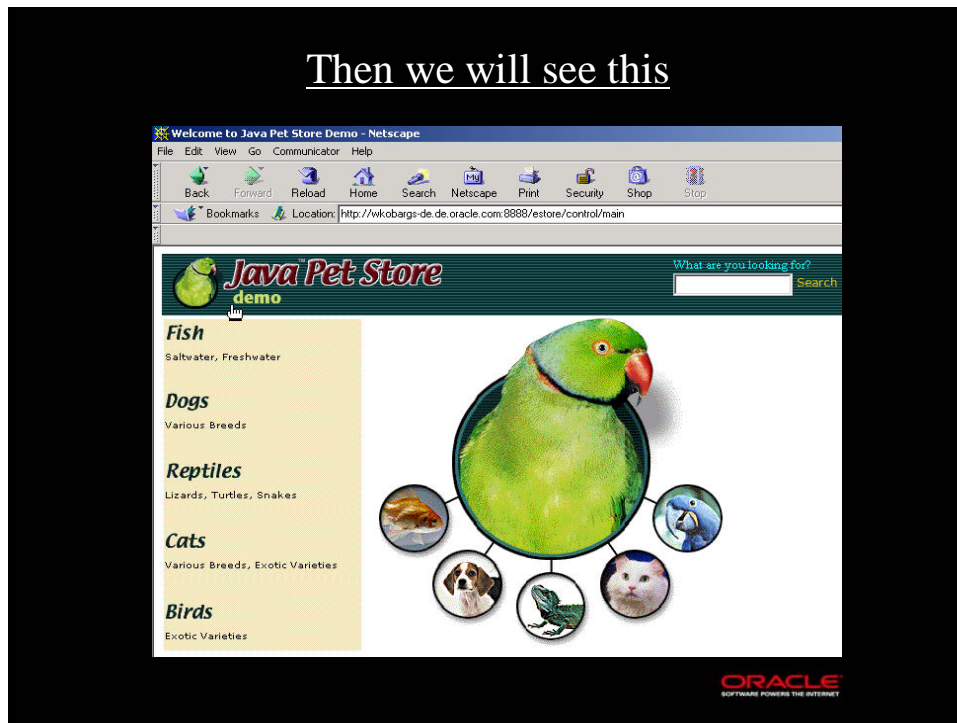 Then we will see this
Welcome to Java Pet Store Demo - Netscape
File Edit View Go Communicator Help
Back Forward Reload Home Search Netscape Print Security Shop Stop
My
Bookmarks Location: http://wkobargs-de.de.oracle.com:8888/estore/control/main
Java™ Pet Store
demo
What are you looking for?
Search
Fish
Saltwater, Freshwater
Dogs
Various Breeds
Reptiles
Lizards, Turtles, Snakes
Cats
Various Breeds, Exotic Varieties
Birds
Exotic Varieties
ORACLE
SOFTWARE POWERS THE INTERNET